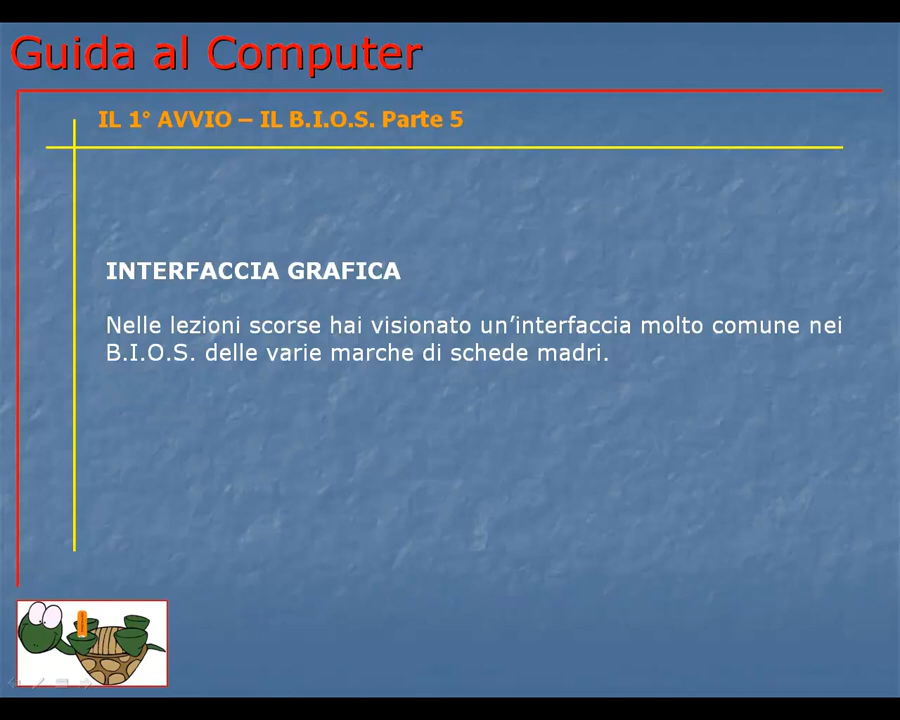 Guida al Computer
IL 1° AVVIO – IL B.I.O.S. Parte 5
INTERFACCIA GRAFICA
Nelle lezioni scorse hai visionato un’interfaccia molto comune nei
B.I.O.S. delle varie marche di schede madri.